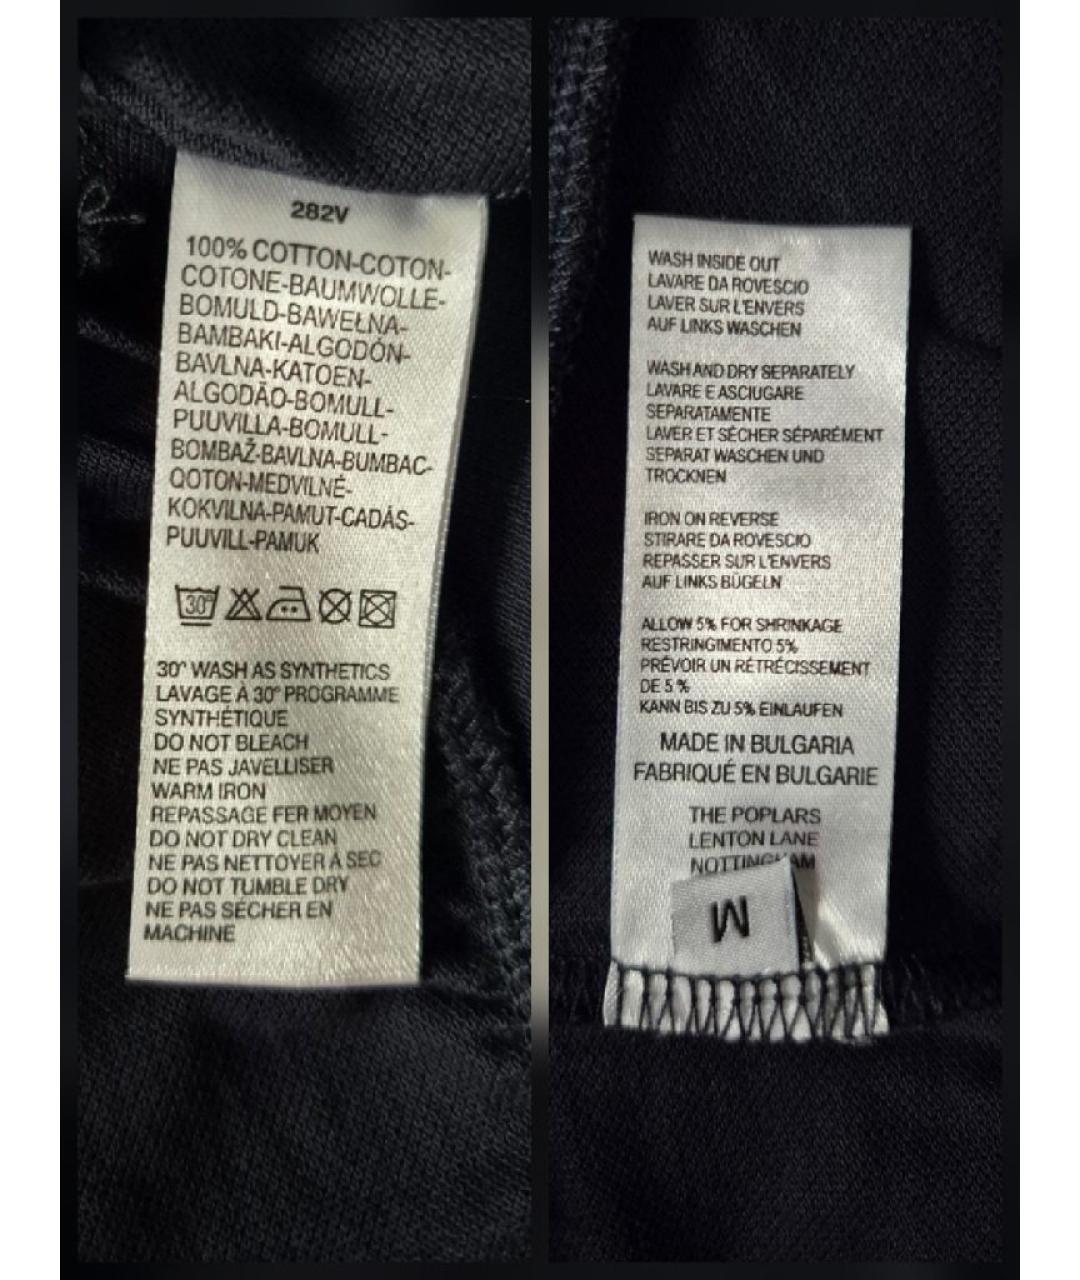 282V
100% COTTON-COTON-
COTONE-BAUMWOLLE-
BOMULD-BAWEŁNA-
BAMBAKI-ALGODÓN-
BAVLNA-KATOEN-
ALGODÃO-BOMULL-
PUUVILLA-BOMULL-
BOMBAŽ-BAVLNA-BUMBAC-
QOTON-MEDVILNÉ-
KOKVILNA-PAMUT-CADÁS-
PUUVILL-PAMUK
30°
30° WASH AS SYNTHETICS
LAVAGE À 30° PROGRAMME
SYNTHÉTIQUE
DO NOT BLEACH
NE PAS JAVELLISER
WARM IRON
REPASSAGE FER MOYEN
DO NOT DRY CLEAN
NE PAS NETTOYER À SEC
DO NOT TUMBLE DRY
NE PAS SÉCHER EN
MACHINE
WASH INSIDE OUT
LAVARE DA ROVESCIO
LAVER SUR L'ENVERS
AUF LINKS WASCHEN
WASH AND DRY SEPARATELY
LAVARE E ASCIUGARE
SEPARATAMENTE
LAVER ET SÉCHER SÉPARÉMENT
SEPARAT WASCHEN UND
TROCKNEN
IRON ON REVERSE
STIRARE DA ROVESCIO
REPASSER SUR L'ENVERS
AUF LINKS BÜGELN
ALLOW 5% FOR SHRINKAGE
RESTRINGIMENTO 5%
PRÉVOIR UN RÉTRÉCISSEMENT
DE 5 %
KANN BIS ZU 5% EINLAUFEN
MADE IN BULGARIA
FABRIQUÉ EN BULGARIE
THE POPLARS
LENTON LANE
NOTTINGHAM
M